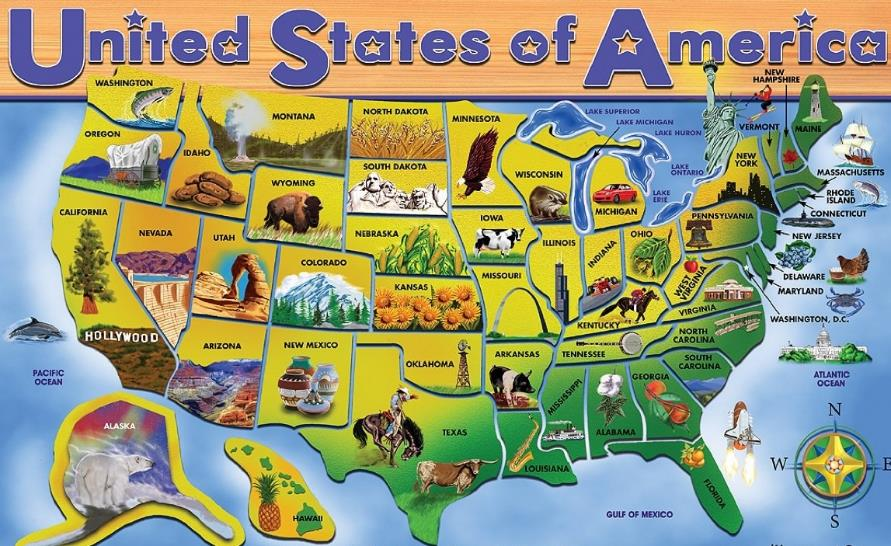 United States of America
NEW
HAMPSHIRE
WASHINGTON
MONTANA
NORTH DAKOTA
MINNESOTA
LAKE SUPERIOR
LAKE MICHIGAN
LAKE HURON
VERMONT
MAINE
OREGON
IDAHO
SOUTH DAKOTA
WISCONSIN
LAKE
ONTARIO
NEW
YORK
MASSACHUSETTS
WYOMING
LAKE
ERIE
RHODE
ISLAND
CALIFORNIA
IOWA
MICHIGAN
PENNSYLVANIA
CONNECTICUT
NEVADA
UTAH
NEBRASKA
ILLINOIS
INDIANA
OHIO
NEW JERSEY
COLORADO
KANSAS
MISSOURI
WEST
VIRGINIA
DELAWARE
MARYLAND
VIRGINIA
WASHINGTON, D.C.
HOLLYWOOD
KENTUCKY
NORTH
CAROLINA
ARIZONA
NEW MEXICO
OKLAHOMA
ARKANSAS
TENNESSEE
SOUTH
CAROLINA
PACIFIC
OCEAN
ATLANTIC
OCEAN
MISSISSIPPI
GEORGIA
ALASKA
TEXAS
ALABAMA
N
W
E
S
LOUISIANA
FLORIDA
HAWAII
GULF OF MEXICO